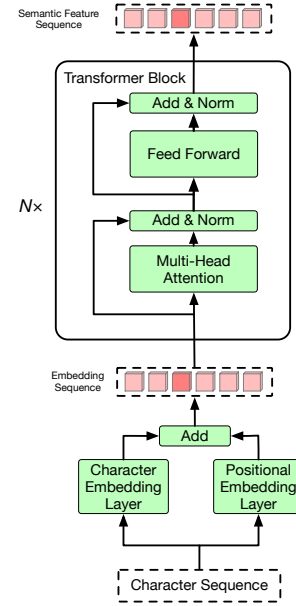 Semantic Feature
Sequence
Transformer Block
Add & Norm
Feed Forward
N×
Add & Norm
Multi-Head
Attention
Embedding
Sequence
Add
Character
Embedding
Layer
Positional
Embedding
Layer
Character Sequence